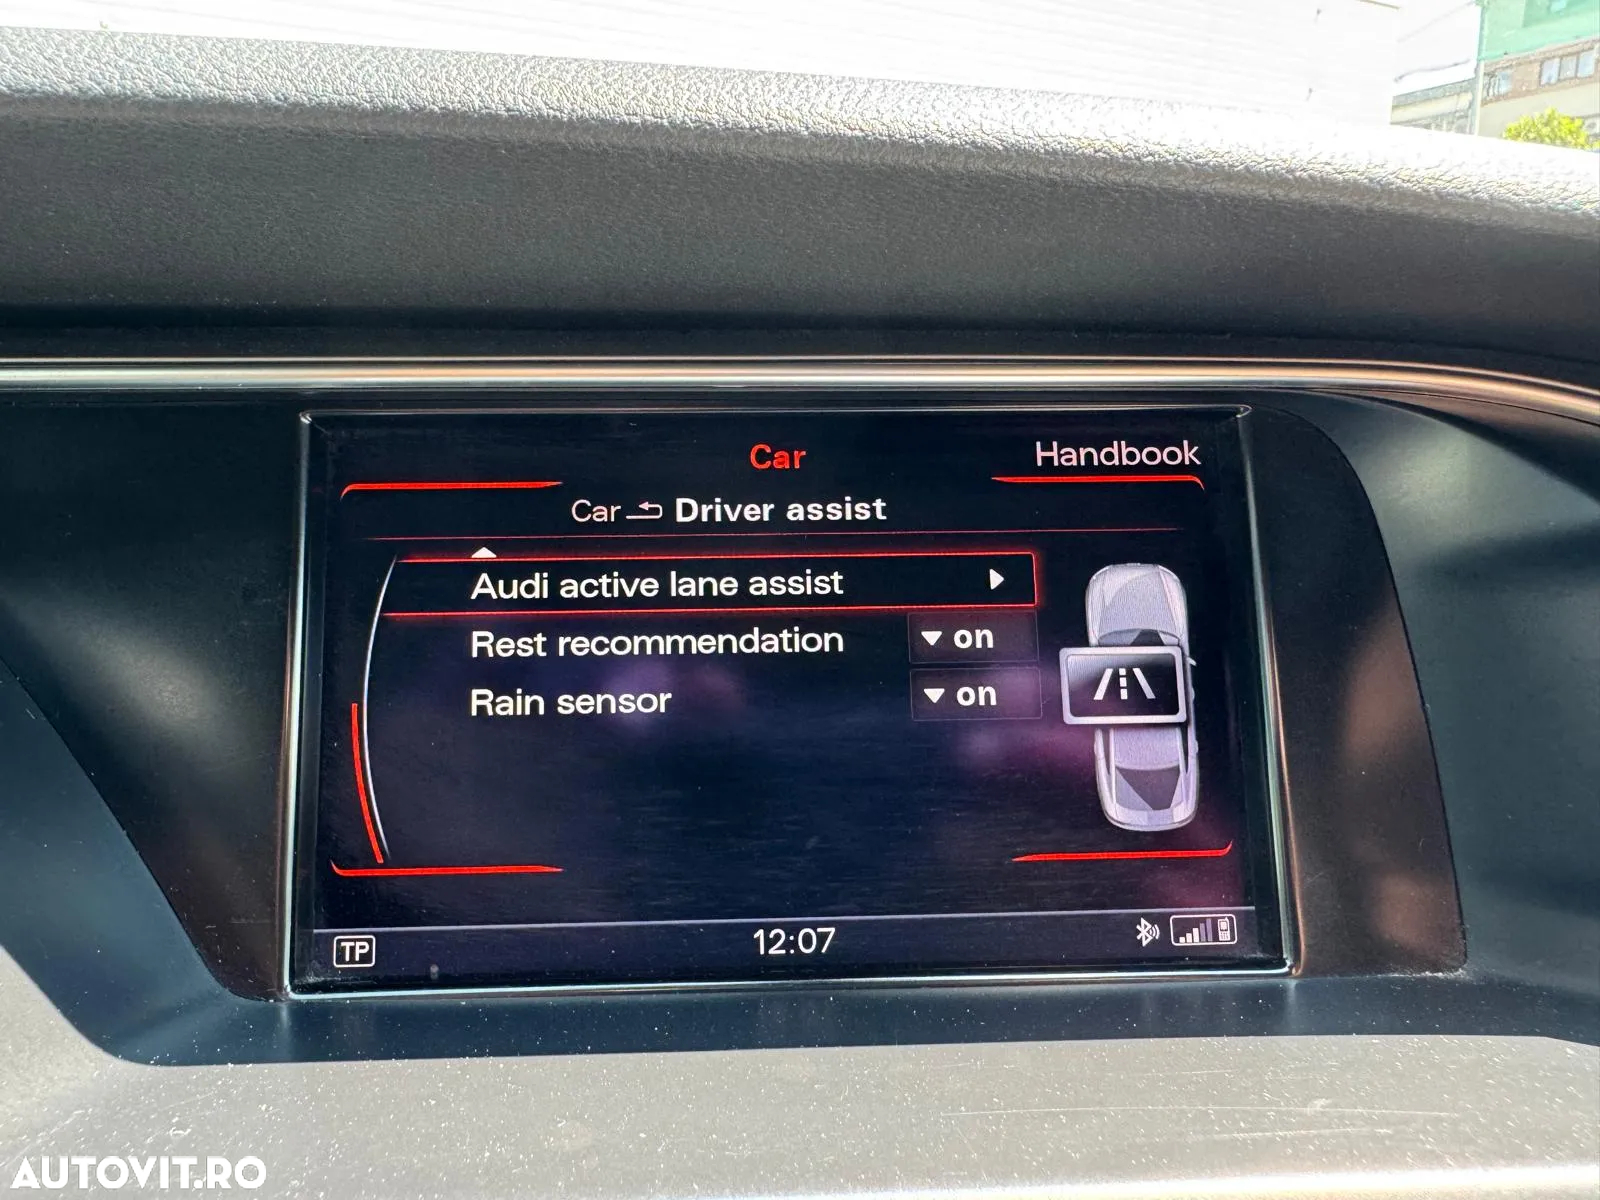 Car
Handbook
Car Driver assist
Audi active lane assist
Rest recommendation on
Rain sensor on
TP
12:07
AUTOVIT.RO